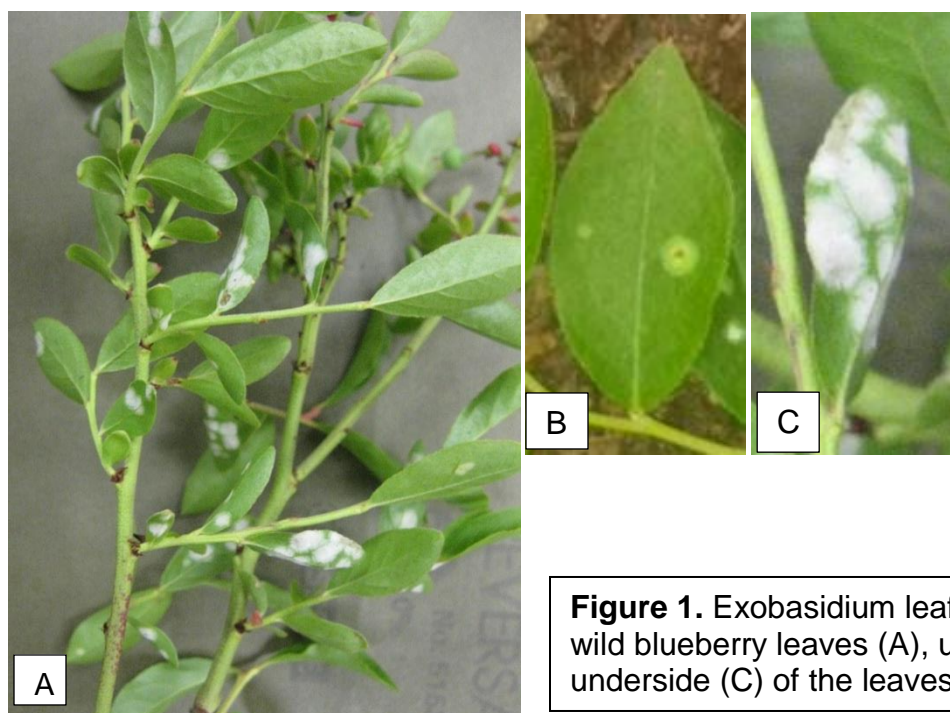 A
B
C
Figure 1. Exobasidium leaf
wild blueberry leaves (A), u
underside (C) of the leaves